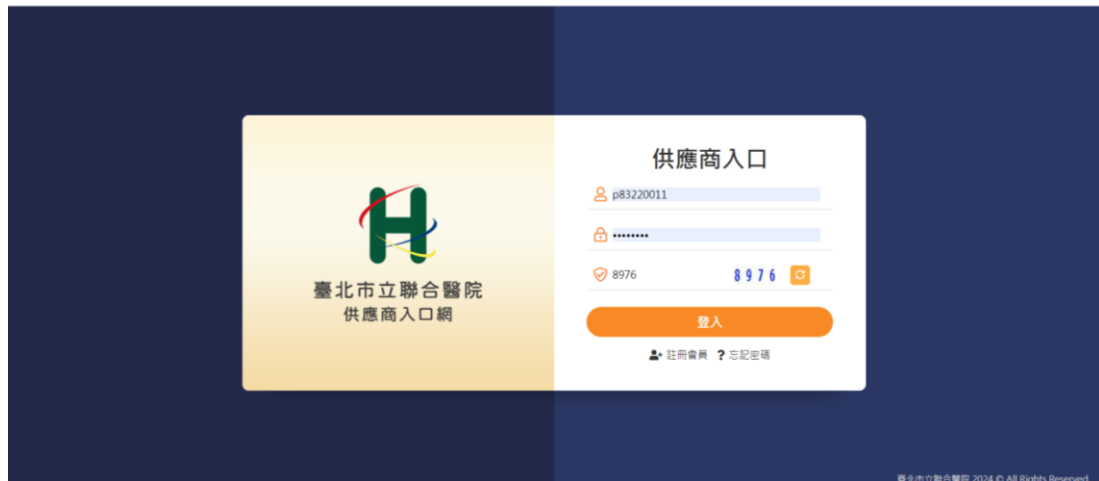 供應商入口
p83220011
••••••••
8976
8976
登入
註冊會員 ? 忘記密碼
臺北市立聯合醫院
供應商入口網
臺北市立聯合醫院 2024 © All Rights Reserved.